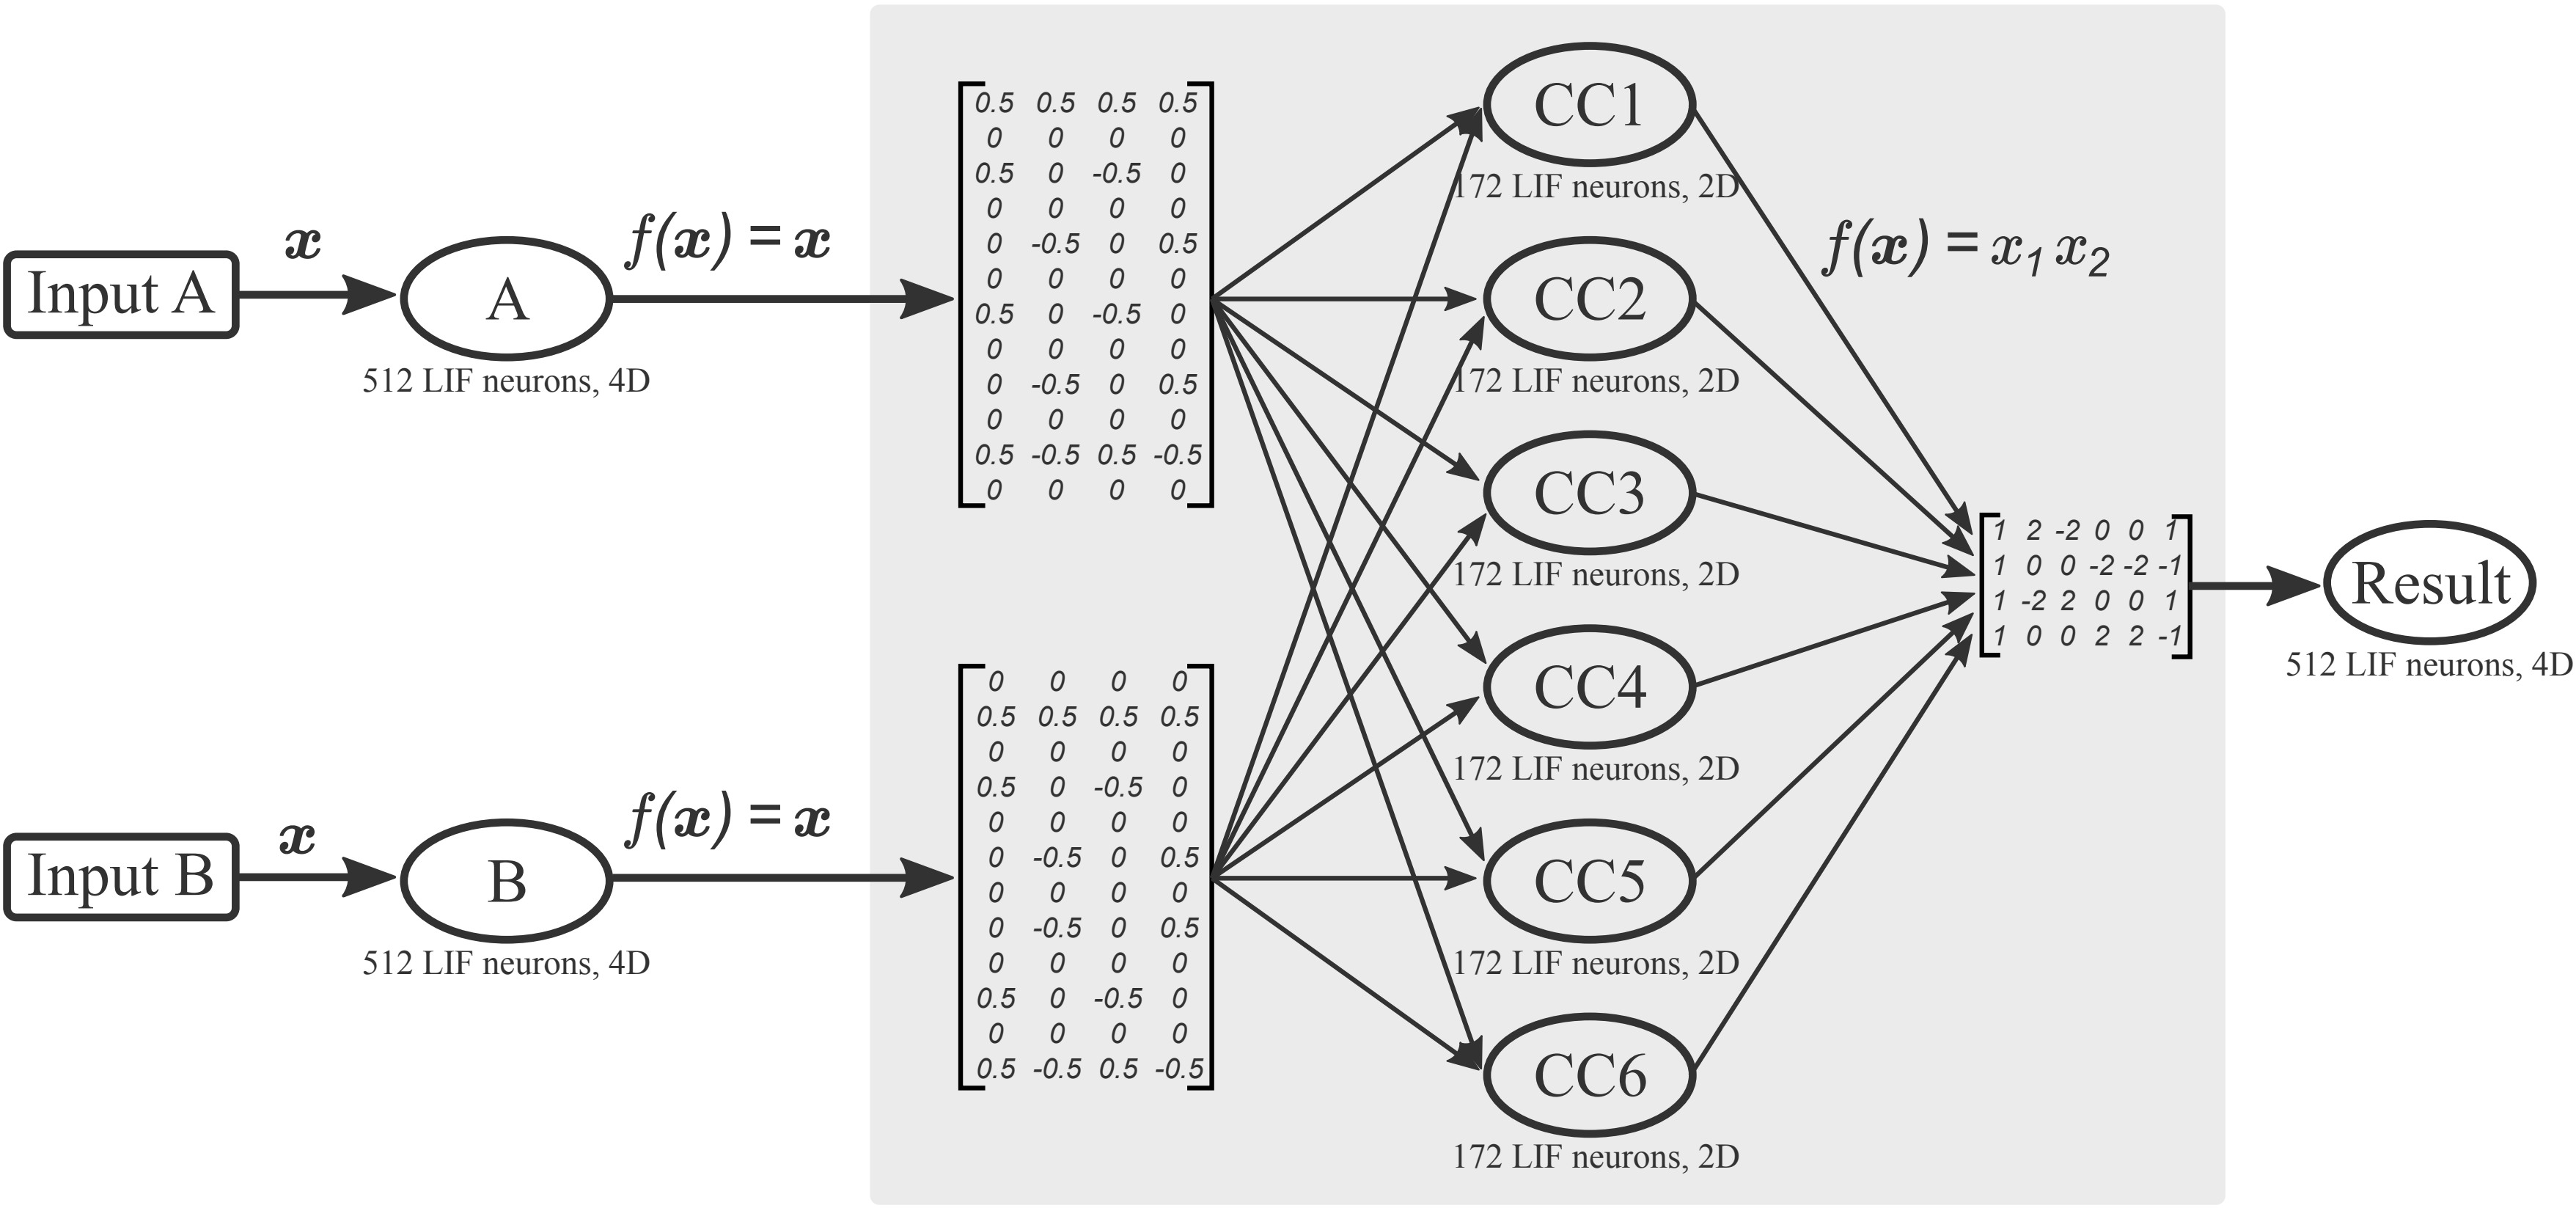 Input A
x
A
512 LIF neurons, 4D
f(x) = x
0.5 0.5 0.5 0.5
0 0 0 0
0.5 0 -0.5 0
0 0 0 0
0 -0.5 0 0.5
0 0 0 0
0.5 0 -0.5 0
0 0 0 0
0 -0.5 0 0.5
0 0 0 0
0.5 -0.5 0.5 -0.5
0 0 0 0
Input B
x
B
512 LIF neurons, 4D
f(x) = x
0 0 0 0
0.5 0.5 0.5 0.5
0 0 0 0
0.5 0 -0.5 0
0 0 0 0
0 -0.5 0 0.5
0 0 0 0
0 -0.5 0 0.5
0 0 0 0
0.5 0 -0.5 0
0 0 0 0
0.5 -0.5 0.5 -0.5
CC1
172 LIF neurons, 2D
CC2
172 LIF neurons, 2D
CC3
172 LIF neurons, 2D
CC4
172 LIF neurons, 2D
CC5
172 LIF neurons, 2D
CC6
172 LIF neurons, 2D
f(x) = x₁ x₂
1 2 -2 0 0 1
1 0 0 -2 -2 -1
1 -2 2 0 0 1
1 0 0 2 2 -1
Result
512 LIF neurons, 4D